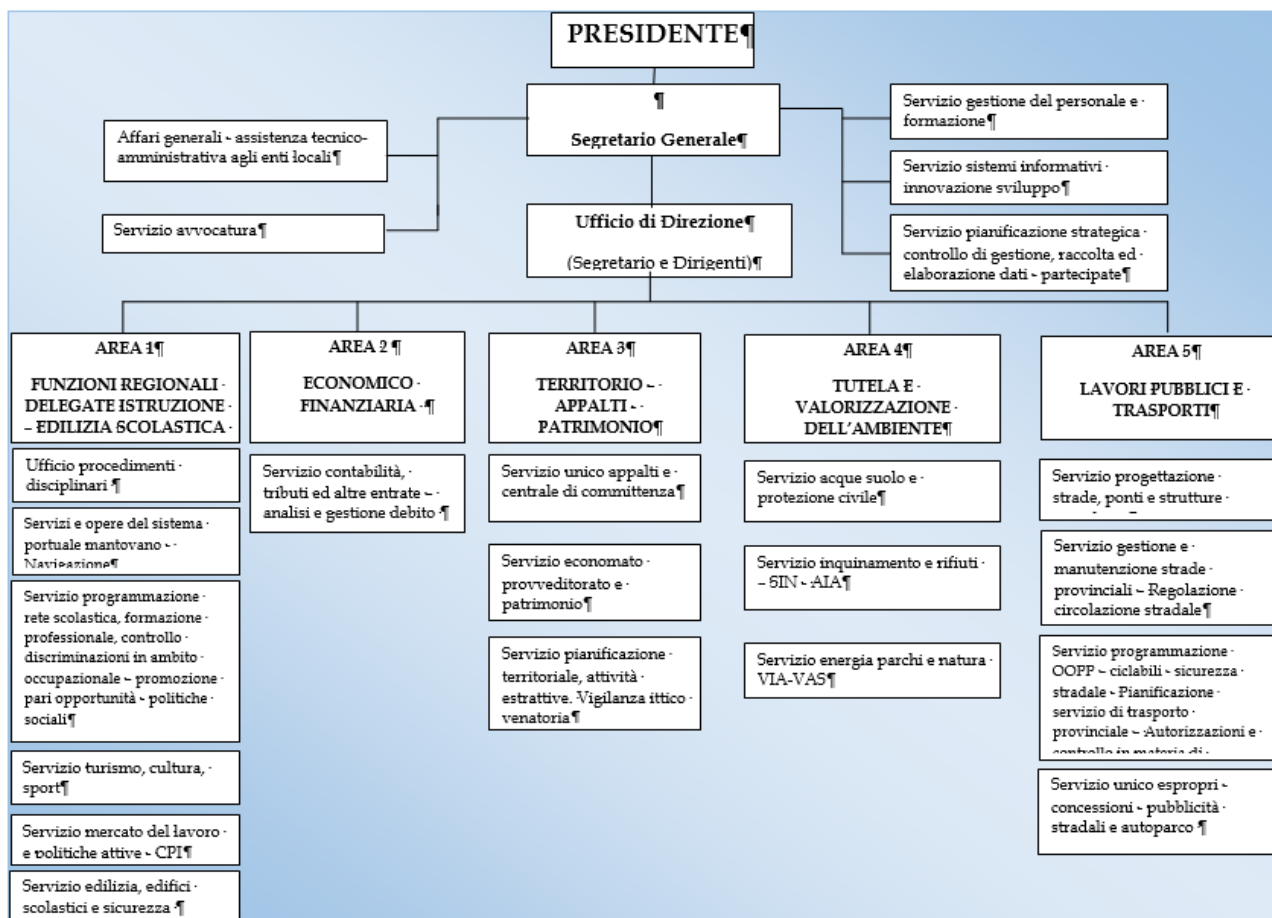 PRESIDENTE¶
¶
Segretario Generale¶
Affari generali - assistenza tecnico-
amministrativa agli enti locali¶
Servizio avvocatura¶
Servizio gestione del personale e ·
formazione¶
Servizio sistemi informativi ·
innovazione sviluppo¶
Servizio pianificazione strategica ·
controllo di gestione, raccolta ed ·
elaborazione dati - partecipate¶
Ufficio di Direzione¶
(Segretario e Dirigenti)¶
AREA 1¶
FUNZIONI REGIONALI ·
DELEGATE ISTRUZIONE ·
– EDILIZIA SCOLASTICA ·
Ufficio procedimenti ·
disciplinari ¶
Servizi e opere del sistema ·
portuale mantovano – ·
Navigazione¶
Servizio programmazione ·
rete scolastica, formazione ·
professionale, controllo ·
discriminazioni in ambito ·
occupazionale – promozione ·
pari opportunità - politiche ·
sociali¶
Servizio turismo, cultura, ·
sport¶
Servizio mercato del lavoro ·
e politiche attive - CPI¶
Servizio edilizia, edifici ·
scolastici e sicurezza ·¶
AREA 2 ¶
ECONOMICO ·
FINANZIARIA ·¶
Servizio contabilità, ·
tributi ed altre entrate – ·
analisi e gestione debito ¶
AREA 3¶
TERRITORIO – ·
APPALTI - ·
PATRIMONIO¶
Servizio unico appalti e ·
centrale di committenza¶
Servizio economato ·
provveditorato e ·
patrimonio¶
Servizio pianificazione ·
territoriale, attività ·
estrattive. Vigilanza ittico ·
venatoria¶
AREA 4¶
TUTELA E ·
VALORIZZAZIONE ·
DELL'AMBIENTE¶
Servizio acque suolo e ·
protezione civile¶
Servizio inquinamento e rifiuti ·
– SIN - AIA¶
Servizio energia parchi e natura ·
VIA-VAS¶
AREA 5¶
LAVORI PUBBLICI E ·
TRASPORTI¶
Servizio progettazione ·
strade, ponti e strutture ·
Servizio gestione e ·
manutenzione strade ·
provinciali – Regolazione ·
circolazione stradale¶
Servizio programmazione ·
OOPP – ciclabili - sicurezza ·
stradale - Pianificazione ·
servizio di trasporto ·
provinciale – Autorizzazioni e ·
controllo in materia di ·
Servizio unico espropri – ·
concessioni - pubblicità ·
stradali e autoparco ¶